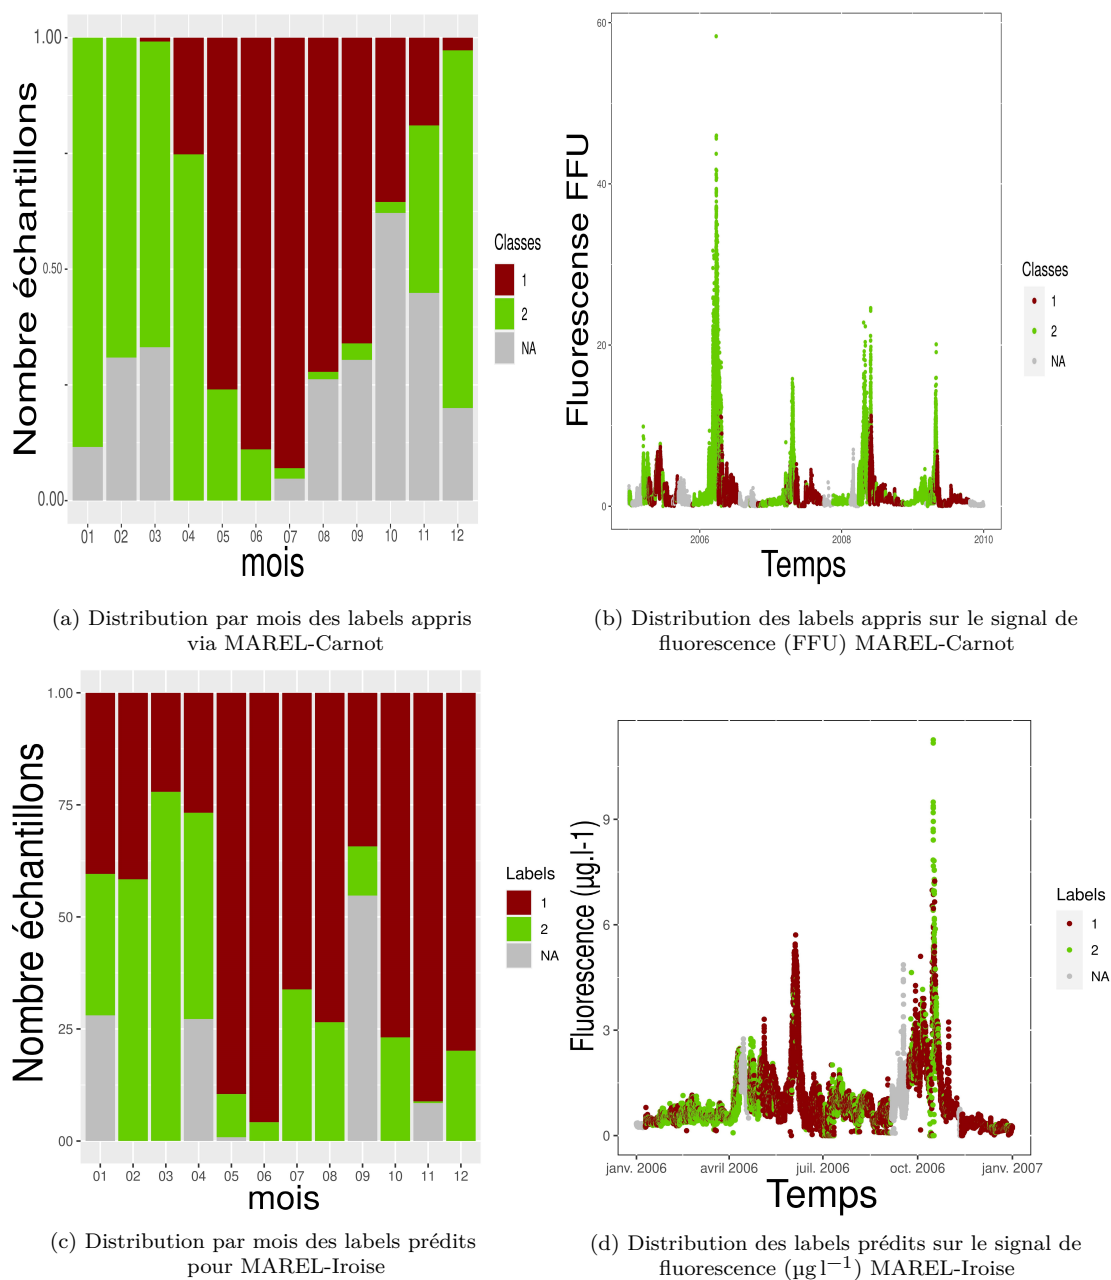 1.00
0.50
0.00
Nombre échantillons
01 02 03 04 05 06 07 08 09 10 11 12
mois
Classes
1
2
NA
60
40
20
0
Fluorescense FFU
2006 2008 2010
Temps
Classes
1
2
NA
(a) Distribution par mois des labels appris
via MAREL-Carnot
(b) Distribution des labels appris sur le signal de
fluorescence (FFU) MAREL-Carnot
1.00
75
50
25
00
Nombre échantillons
01 02 03 04 05 06 07 08 09 10 11 12
mois
Labels
1
2
NA
9
6
3
0
Fluorescence (µg.l-1)
janv. 2006 avril 2006 juil. 2006 oct. 2006 janv. 2007
Temps
Labels
1
2
NA
(c) Distribution par mois des labels prédits
pour MAREL-Iroise
(d) Distribution des labels prédits sur le signal de
fluorescence (µg l⁻¹) MAREL-Iroise